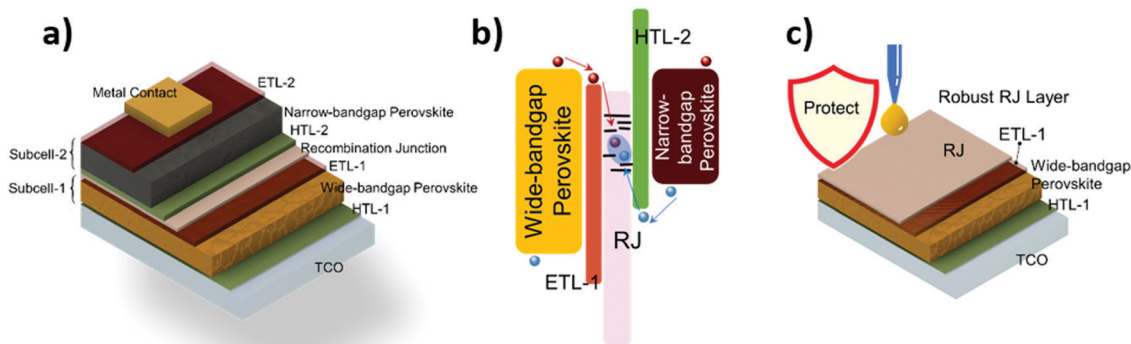 a)
Metal Contact
ETL-2
Narrow-bandgap Perovskite
HTL-2
Recombination Junction
ETL-1
Wide-bandgap Perovskite
HTL-1
Subcell-2
Subcell-1
TCO
b)
HTL-2
Wide-bandgap
Perovskite
Narrow-
bandgap
Perovskite
RJ
ETL-1
c)
Protect
Robust RJ Layer
RJ
ETL-1
Wide-bandgap
Perovskite
HTL-1
TCO